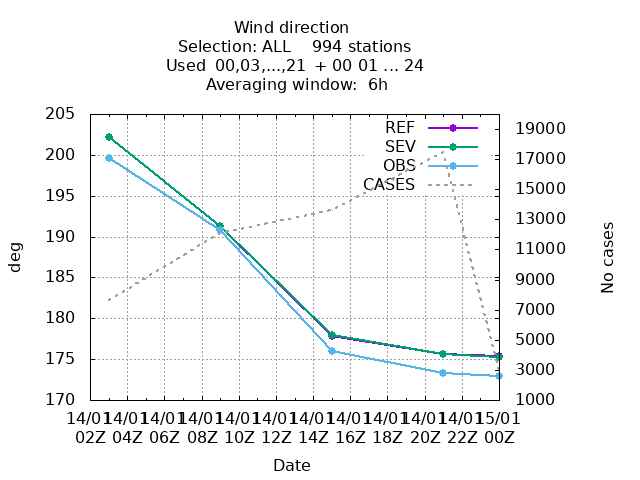 Wind direction
Selection: ALL    994 stations
Used  00,03,...,21  + 00 01 ... 24
Averaging window:  6h
205
200
195
190
185
180
175
170
deg
REF
SEV
OBS
CASES
19000
17000
15000
13000
11000
9000
7000
5000
3000
1000
No cases
14/01 14/01 14/01 14/01 14/01 14/01 14/01 14/01 14/01 14/01 14/01 15/01
02Z 04Z 06Z 08Z 10Z 12Z 14Z 16Z 18Z 20Z 22Z 00Z
Date